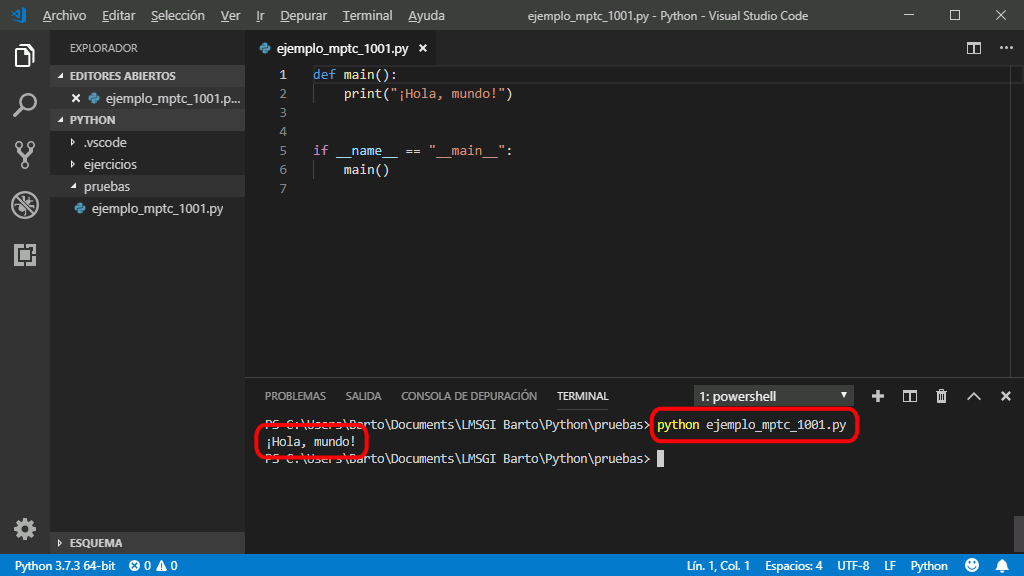 Archivo Editar Selección Ver Ir Depurar Terminal Ayuda ejemplo_mptc_1001.py - Python - Visual Studio Code
EXPLORADOR
EDITORES ABIERTOS
ejemplo_mptc_1001.p...
PYTHON
.vscode
ejercicios
pruebas
ejemplo_mptc_1001.py
ESQUEMA
ejemplo_mptc_1001.py
1 def main():
2 print("¡Hola, mundo!")
3
4
5 if __name__ == "__main__":
6 main()
7
PROBLEMAS SALIDA CONSOLA DE DEPURACIÓN TERMINAL 1: powershell
PS C:\Users\Barto\Documents\LMSGI Barto\Python\pruebas> python ejemplo_mptc_1001.py
¡Hola, mundo!
PS C:\Users\Barto\Documents\LMSGI Barto\Python\pruebas>
Python 3.7.3 64-bit 0 0 Lín. 1, Col. 1 Espacios: 4 UTF-8 LF Python